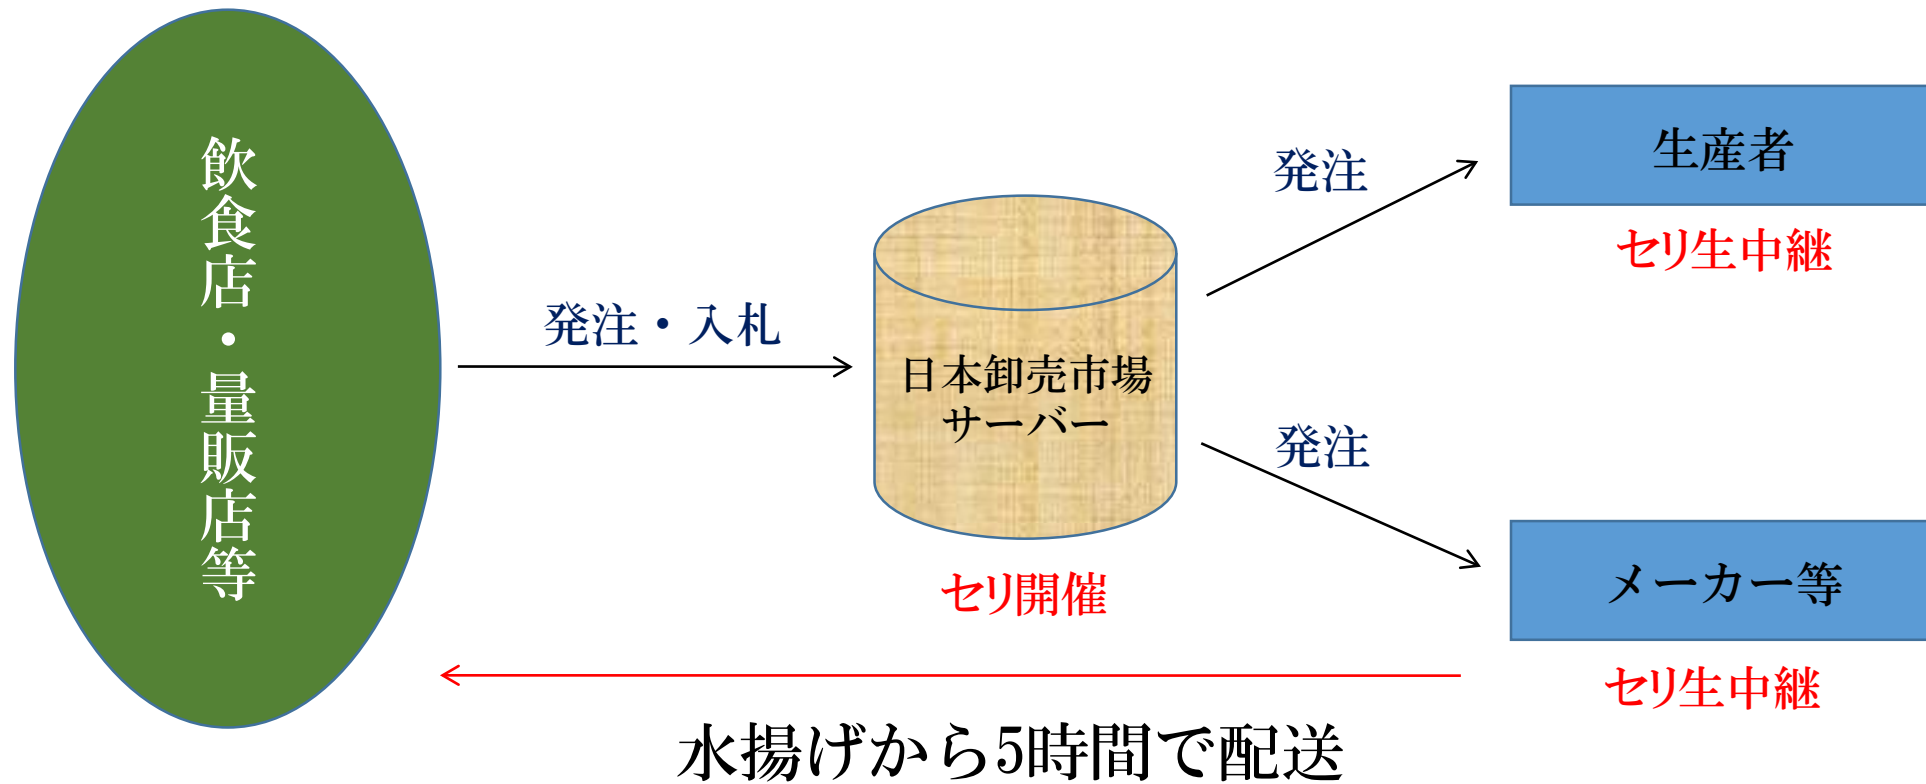 飲食店・量販店等
発注・入札
日本卸売市場
サーバー
セリ開催
発注
生産者
セリ生中継
発注
メーカー等
セリ生中継
水揚げから5時間で配送